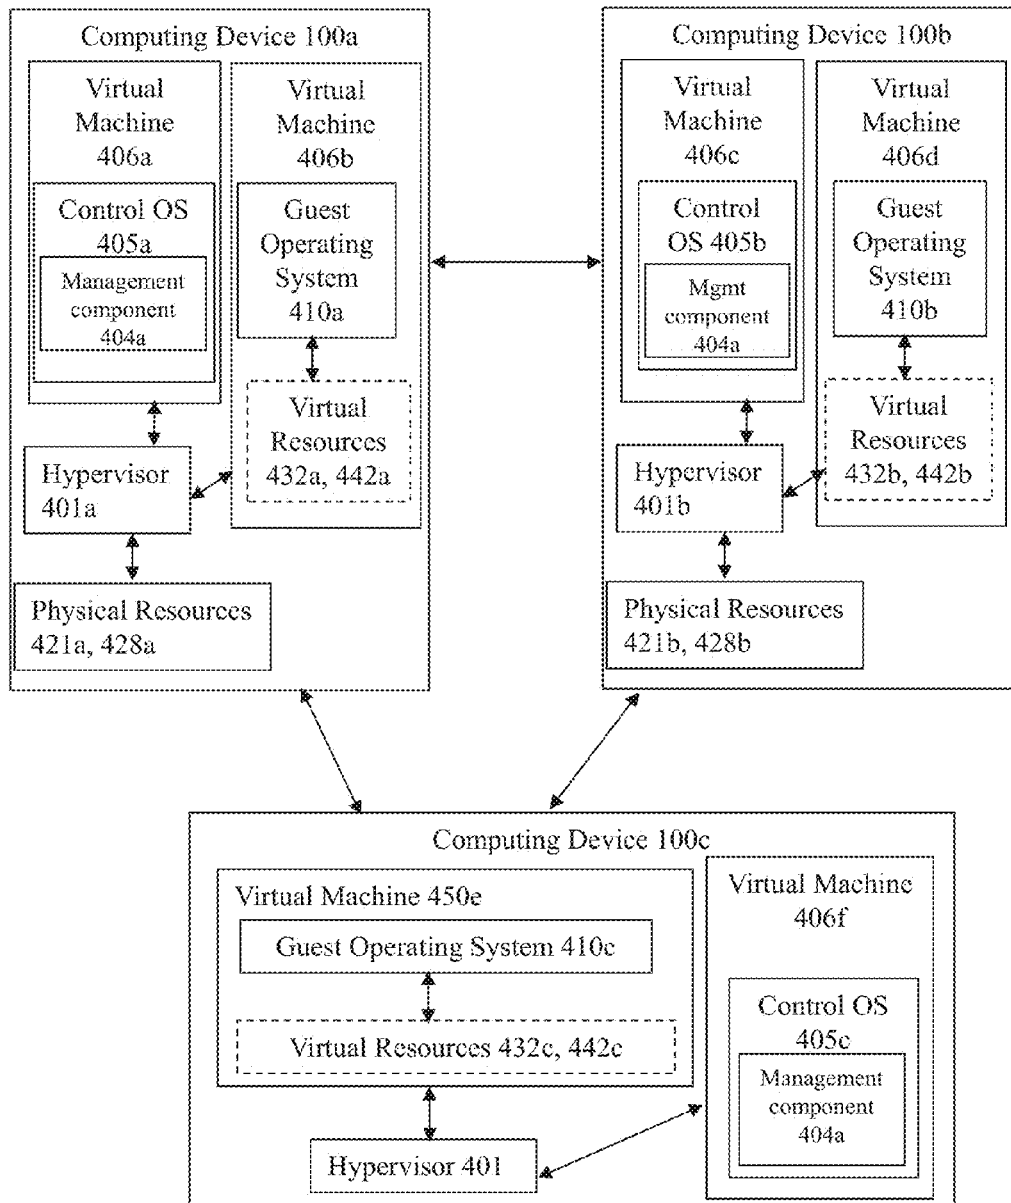 Computing Device 100a
Virtual
Machine
406a
Control OS
405a
Management
component
404a
Virtual
Machine
406b
Guest
Operating
System
410a
Virtual
Resources
432a, 442a
Hypervisor
401a
Physical Resources
421a, 428a
Computing Device 100b
Virtual
Machine
406c
Control
OS 405b
Mgmt
component
404a
Virtual
Machine
406d
Guest
Operating
System
410b
Virtual
Resources
432b, 442b
Hypervisor
401b
Physical Resources
421b, 428b
Computing Device 100c
Virtual Machine 450e
Guest Operating System 410c
Virtual Resources 432c, 442c
Hypervisor 401
Virtual Machine
406f
Control OS
405c
Management
component
404a